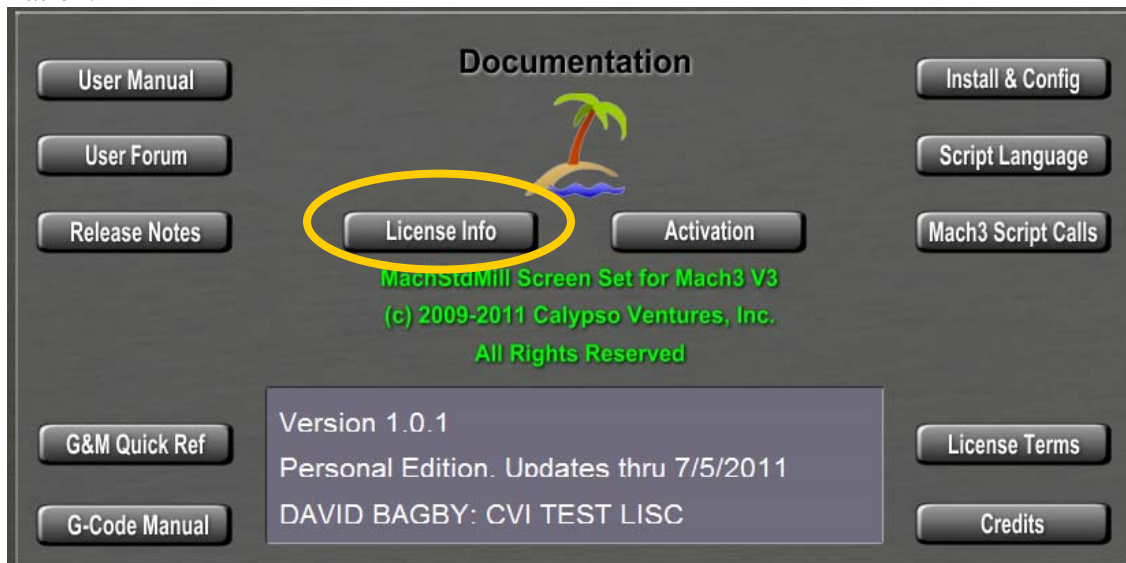 Documentation
User Manual
Install & Config
User Forum
Script Language
Release Notes
License Info
Activation
Mach3 Script Calls
MachStdMill Screen Set for Mach3 V3
(c) 2009-2011 Calypso Ventures, Inc.
All Rights Reserved
Version 1.0.1
G&M Quick Ref
License Terms
Personal Edition. Updates thru 7/5/2011
DAVID BAGBY: CVI TEST LISC
G-Code Manual
Credits